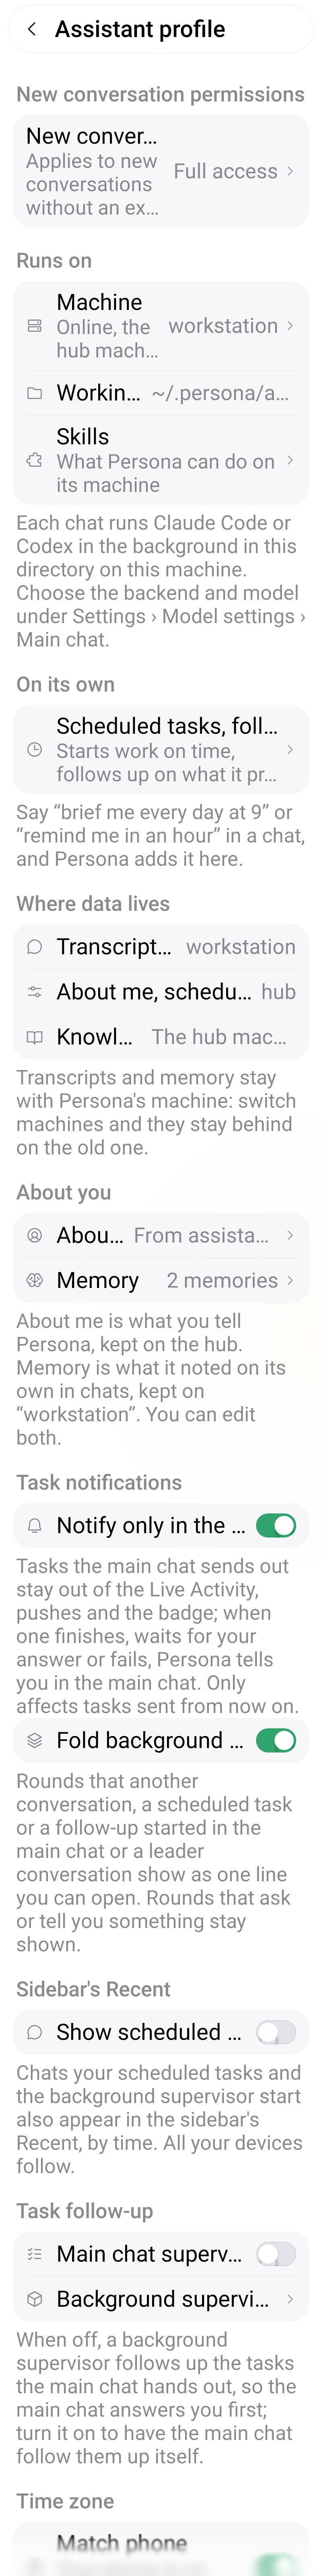 Assistant profile
New conversation permissions
New conver...
Applies to new
conversations
without an ex...
Full access
Runs on
Machine
Online, the
hub mach...
workstation
Workin...
~/.persona/a...
Skills
What Persona can do on
its machine
Each chat runs Claude Code or
Codex in the background in this
directory on this machine.
Choose the backend and model
under Settings › Model settings ›
Main chat.
On its own
Scheduled tasks, foll...
Starts work on time,
follows up on what it pr...
Say “brief me every day at 9” or
“remind me in an hour” in a chat,
and Persona adds it here.
Where data lives
Transcript...
workstation
About me, schedu...
hub
Knowl...
The hub mac...
Transcripts and memory stay
with Persona's machine: switch
machines and they stay behind
on the old one.
About you
Abou...
From assista...
Memory
2 memories
About me is what you tell
Persona, kept on the hub.
Memory is what it noted on its
own in chats, kept on
“workstation”. You can edit
both.
Task notifications
Notify only in the ...
Tasks the main chat sends out
stay out of the Live Activity,
pushes and the badge; when
one finishes, waits for your
answer or fails, Persona tells
you in the main chat. Only
affects tasks sent from now on.
Fold background ...
Rounds that another
conversation, a scheduled task
or a follow-up started in the
main chat or a leader
conversation show as one line
you can open. Rounds that ask
or tell you something stay
shown.
Sidebar's Recent
Show scheduled ...
Chats your scheduled tasks and
the background supervisor start
also appear in the sidebar's
Recent, by time. All your devices
follow.
Task follow-up
Main chat superv...
Background supervi...
When off, a background
supervisor follows up the tasks
the main chat hands out, so the
main chat answers you first;
turn it on to have the main chat
follow them up itself.
Time zone
Match phone